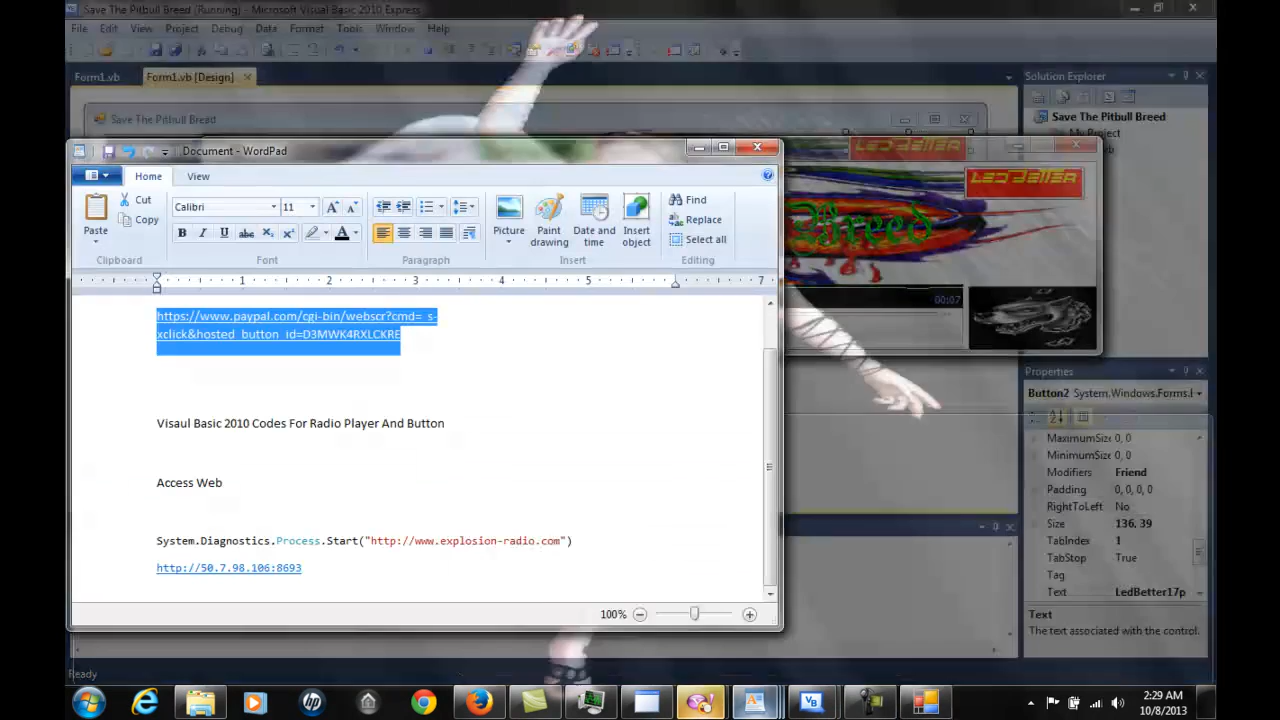 Save The Pitbull Breed (Running) - Microsoft Visual Basic 2010 Express
File Edit View Project Debug Data Format Tools Window Help
Form1.vb Form1.vb [Design]
Solution Explorer
Save The Pitbull Breed
Save The Pitbull Breed
My Project
Document - WordPad
Home View
Cut
Copy
Paste
Clipboard
Calibri 11
Font
Paragraph
Picture
Paint drawing
Date and time
Insert object
Insert
Find
Replace
Select all
Editing
1 2 3 4 5 7
LedBetter
LedBetter
Breed
00:07
https://www.paypal.com/cgi-bin/webscr?cmd=_s-
xclick&hosted_button_id=D3MWK4RXLCKRE
Visaul Basic 2010 Codes For Radio Player And Button
Access Web
System.Diagnostics.Process.Start("http://www.explosion-radio.com")
http://50.7.98.106:8693
100%
Properties
Button2 System.Windows.Forms.
MaximumSize 0, 0
MinimumSize 0, 0
Modifiers Friend
Padding 0, 0, 0, 0
RightToLeft No
Size 136, 39
TabIndex 1
TabStop True
Tag
Text LedBetter17p
Text
The text associated with the control.
Ready
2:29 AM
10/8/2013